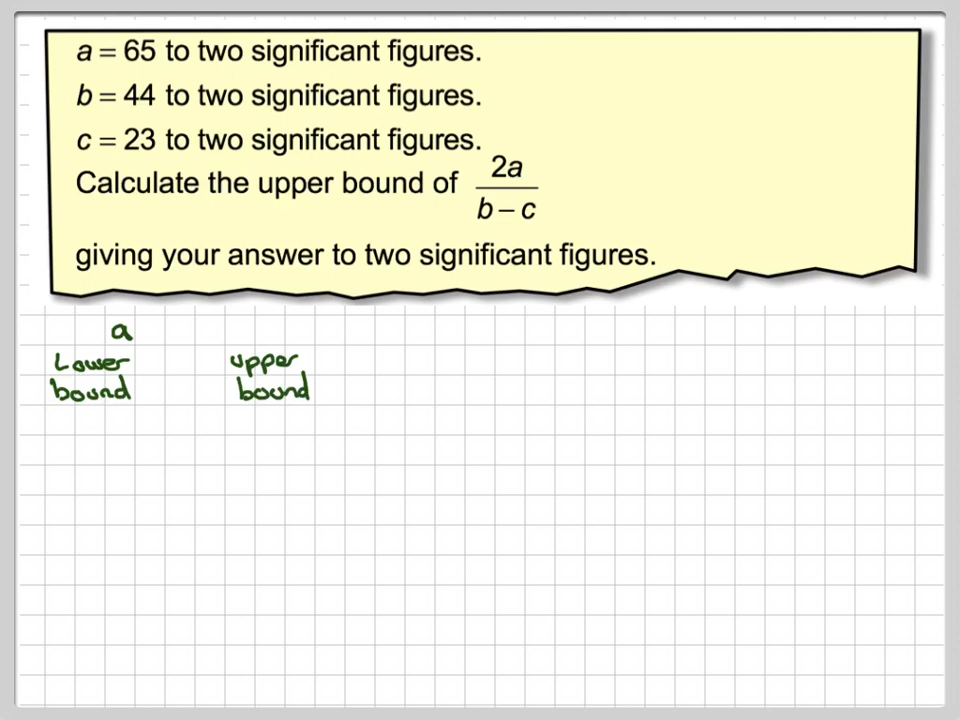 a = 65 to two significant figures.
b = 44 to two significant figures.
c = 23 to two significant figures.
Calculate the upper bound of 2a / b – c
giving your answer to two significant figures.
a
Lower upper
bound bound